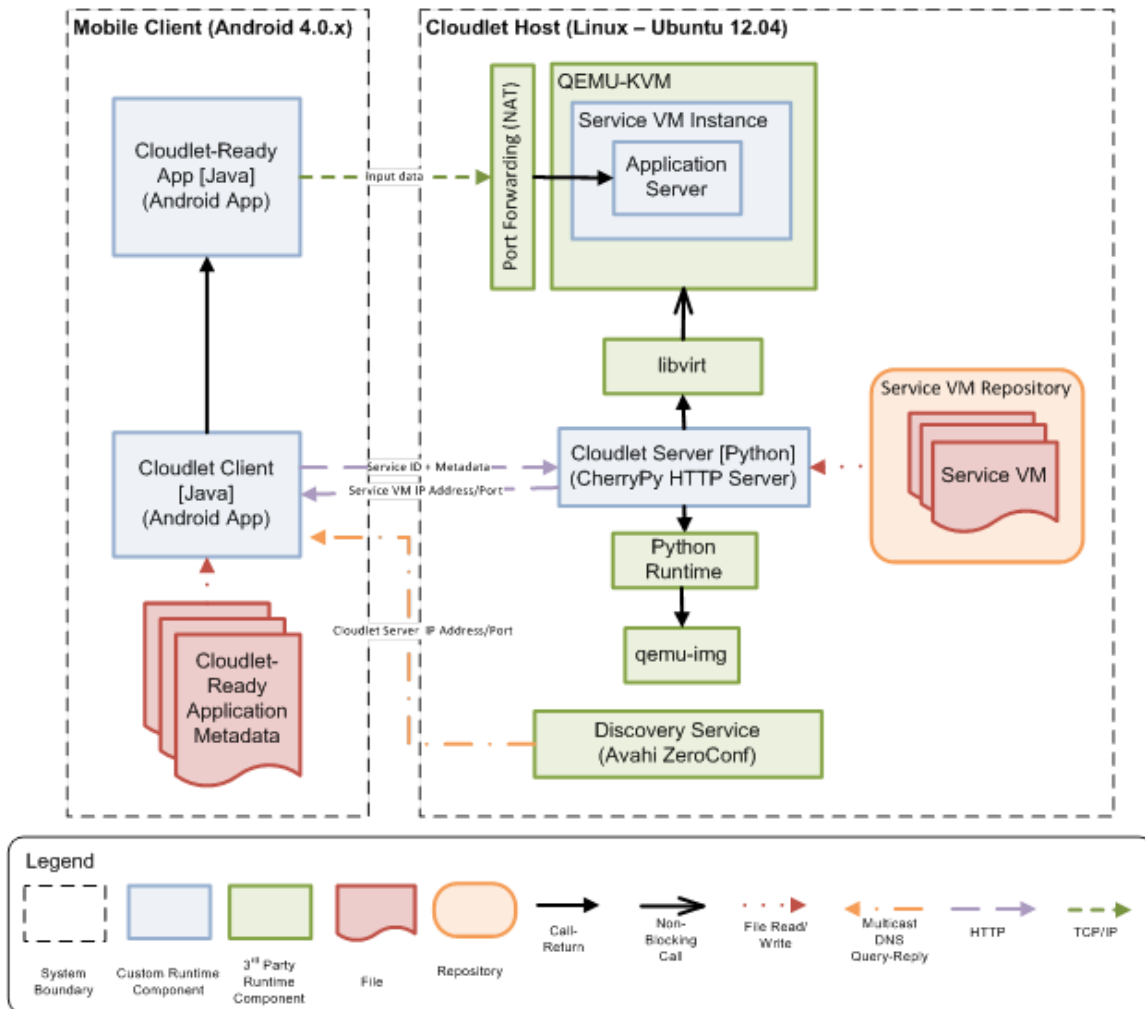 Mobile Client (Android 4.0.x)
Cloudlet Host (Linux – Ubuntu 12.04)
Cloudlet-Ready
App [Java]
(Android App)
Input data
Port Forwarding (NAT)
QEMU-KVM
Service VM Instance
Application
Server
libvirt
Service VM Repository
Service VM
Cloudlet Client
[Java]
(Android App)
Service ID + Metadata
Service VM IP Address/Port
Cloudlet Server [Python]
(CherryPy HTTP Server)
Python
Runtime
qemu-img
Cloudlet Server IP Address/Port
Cloudlet-
Ready
Application
Metadata
Discovery Service
(Avahi ZeroConf)
Legend
System
Boundary
Custom Runtime
Component
3rd Party
Runtime
Component
File
Repository
Call-
Return
Non-
Blocking
Call
File Read/
Write
Multicast
DNS
Query-Reply
HTTP
TCP/IP